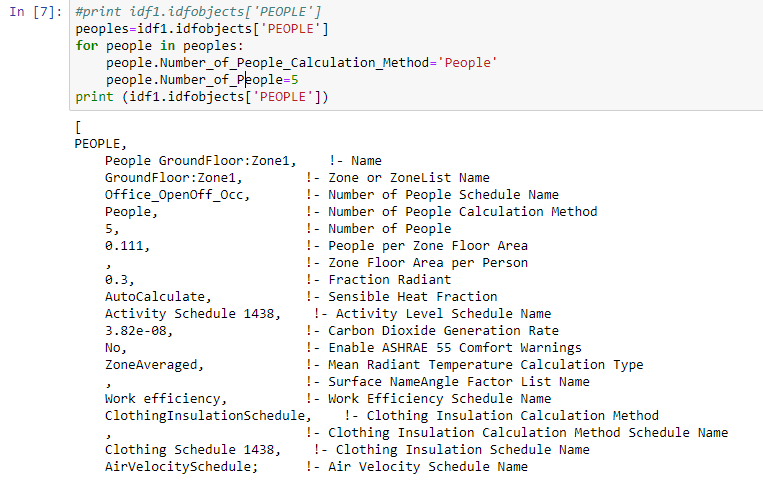 In [7]: #print idf1.idfobjects['PEOPLE']
peoples=idf1.idfobjects['PEOPLE']
for people in peoples:
    people.Number_of_People_Calculation_Method='People'
    people.Number_of_People=5
print (idf1.idfobjects['PEOPLE'])
[
PEOPLE,
    People GroundFloor:Zone1,    !- Name
    GroundFloor:Zone1,        !- Zone or ZoneList Name
    Office_OpenOff_Occ,       !- Number of People Schedule Name
    People,                   !- Number of People Calculation Method
    5,                        !- Number of People
    0.111,                    !- People per Zone Floor Area
    ,                         !- Zone Floor Area per Person
    0.3,                      !- Fraction Radiant
    AutoCalculate,            !- Sensible Heat Fraction
    Activity Schedule 1438,    !- Activity Level Schedule Name
    3.82e-08,                 !- Carbon Dioxide Generation Rate
    No,                       !- Enable ASHRAE 55 Comfort Warnings
    ZoneAveraged,             !- Mean Radiant Temperature Calculation Type
    ,                         !- Surface NameAngle Factor List Name
    Work efficiency,          !- Work Efficiency Schedule Name
    ClothingInsulationSchedule,    !- Clothing Insulation Calculation Method
    ,                         !- Clothing Insulation Calculation Method Schedule Name
    Clothing Schedule 1438,    !- Clothing Insulation Schedule Name
    AirVelocitySchedule;      !- Air Velocity Schedule Name